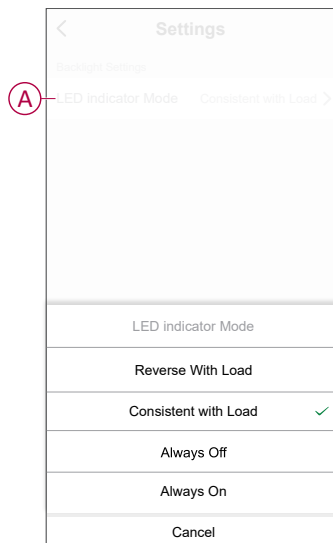 Settings
Backlight Settings
A LED Indicator Mode Consistent with Load
LED indicator Mode
Reverse With Load
Consistent with Load
Always Off
Always On
Cancel